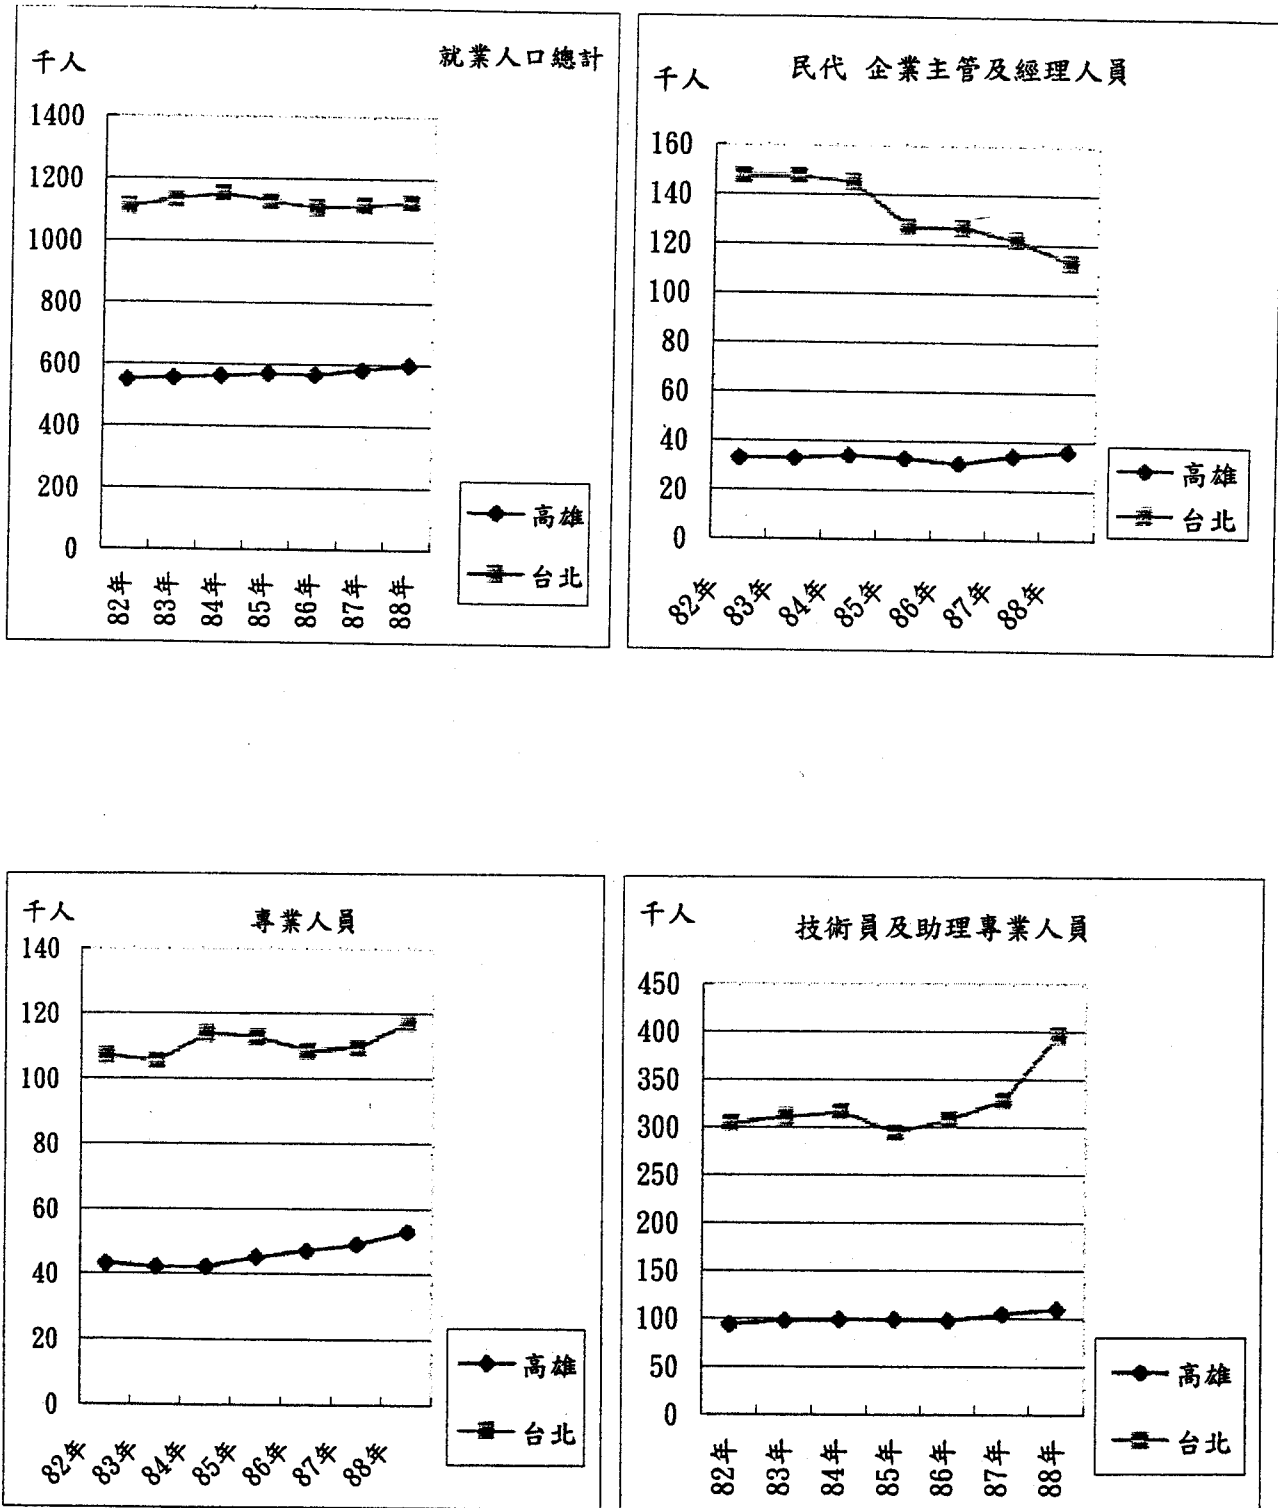 千人
就業人口總計
1400
1200
1000
800
600
400
200
0
82年
83年
84年
85年
86年
87年
88年
高雄
台北
千人
民代 企業主管及經理人員
160
140
120
100
80
60
40
20
0
82年
83年
84年
85年
86年
87年
88年
高雄
台北
千人
專業人員
140
120
100
80
60
40
20
0
82年
83年
84年
85年
86年
87年
88年
高雄
台北
千人
技術員及助理專業人員
450
400
350
300
250
200
150
100
50
0
82年
83年
84年
85年
86年
87年
88年
高雄
台北